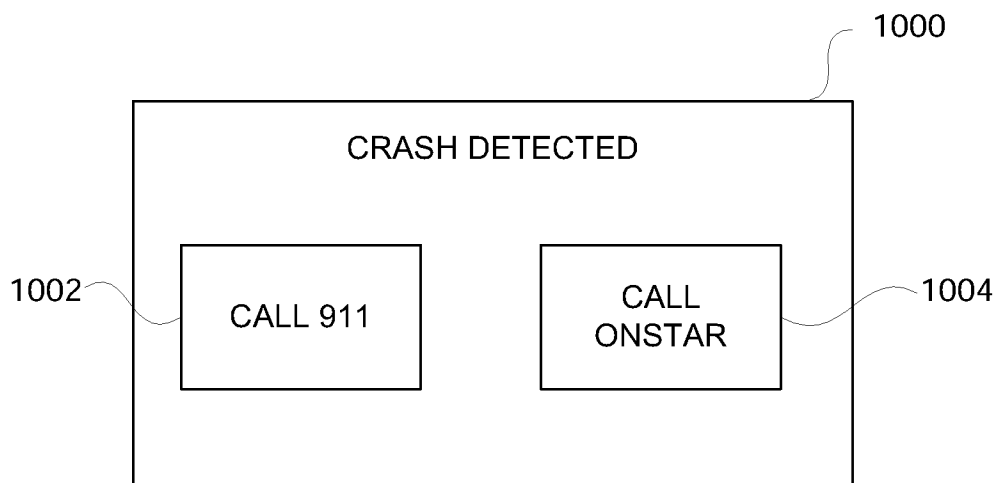 1000
CRASH DETECTED
1002
CALL 911
CALL
ONSTAR
1004